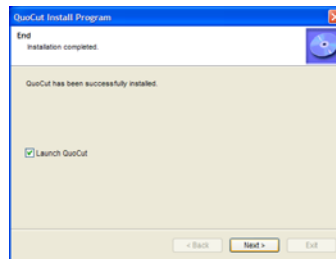 QuoCut Install Program
End
Installation completed.
QuoCut has been successfully installed.
Launch QuoCut
< Back Next > Exit